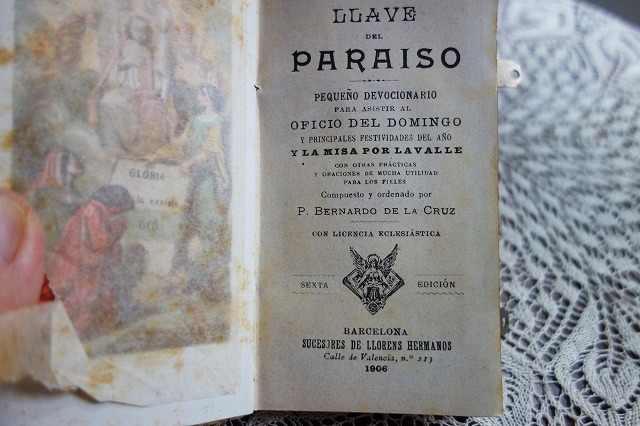 LLAVE
DEL
PARAISO
PEQUEÑO DEVOCIONARIO
PARA ASISTIR AL
OFICIO DEL DOMINGO
Y PRINCIPALES FESTIVIDADES DEL AÑO
Y LA MISA POR LAVALLE
CON OTRAS PRÁCTICAS
Y ORACIONES DE MUCHA UTILIDAD
PARA LOS FIELES
Compuesto y ordenado por
P. BERNARDO DE LA CRUZ
CON LICENCIA ECLESIÁSTICA
SEXTA EDICIÓN
BARCELONA
SUCESORES DE LLORENS HERMANOS
Calle de Valencia, n.º 213
1906